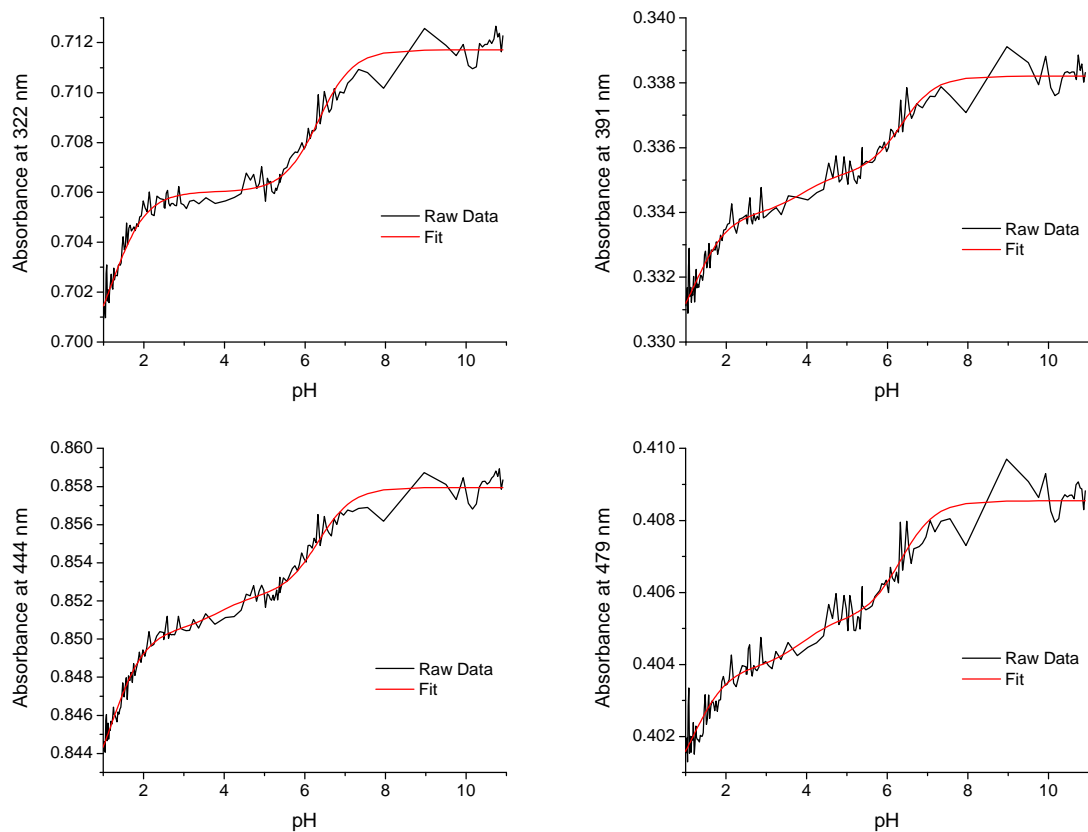 Absorbance at 322 nm
0.712
0.710
0.708
0.706
0.704
0.702
0.700
2 4 6 8 10
pH
Raw Data
Fit
Absorbance at 391 nm
0.340
0.338
0.336
0.334
0.332
0.330
2 4 6 8 10
pH
Raw Data
Fit
Absorbance at 444 nm
0.860
0.858
0.856
0.854
0.852
0.850
0.848
0.846
0.844
2 4 6 8 10
pH
Raw Data
Fit
Absorbance at 479 nm
0.410
0.408
0.406
0.404
0.402
2 4 6 8 10
pH
Raw Data
Fit